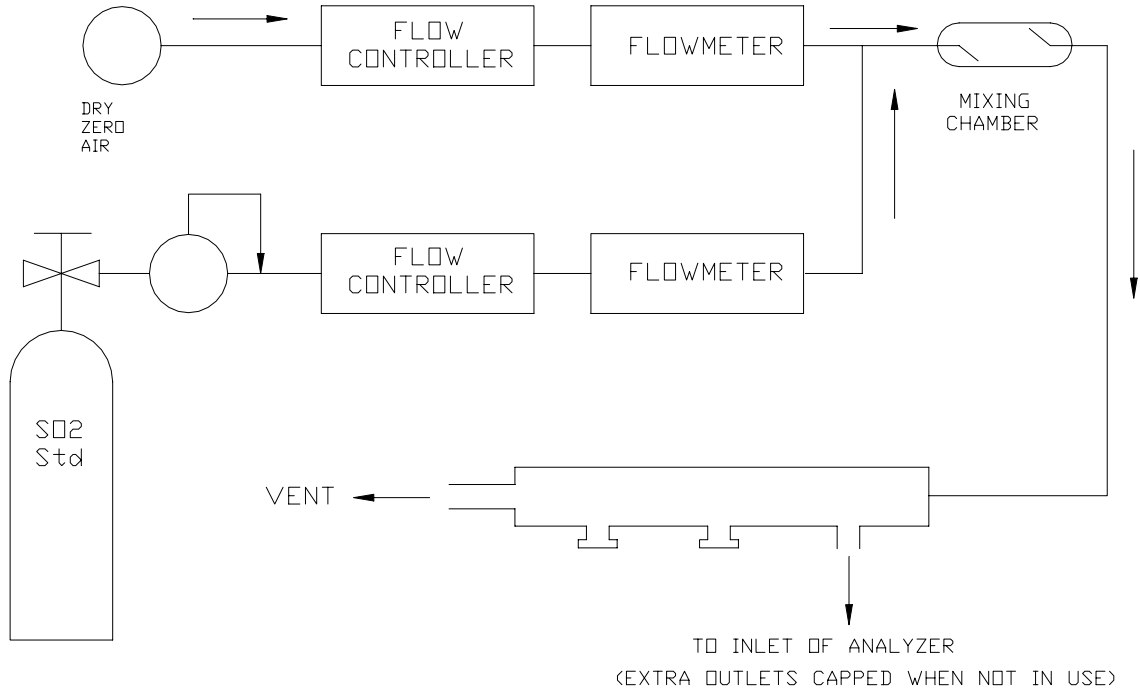 FLOW
CONTROLLER
FLOWMETER
DRY
ZERO
AIR
MIXING
CHAMBER
FLOW
CONTROLLER
FLOWMETER
SO2
Std
VENT
TO INLET OF ANALYZER
(EXTRA OUTLETS CAPPED WHEN NOT IN USE)